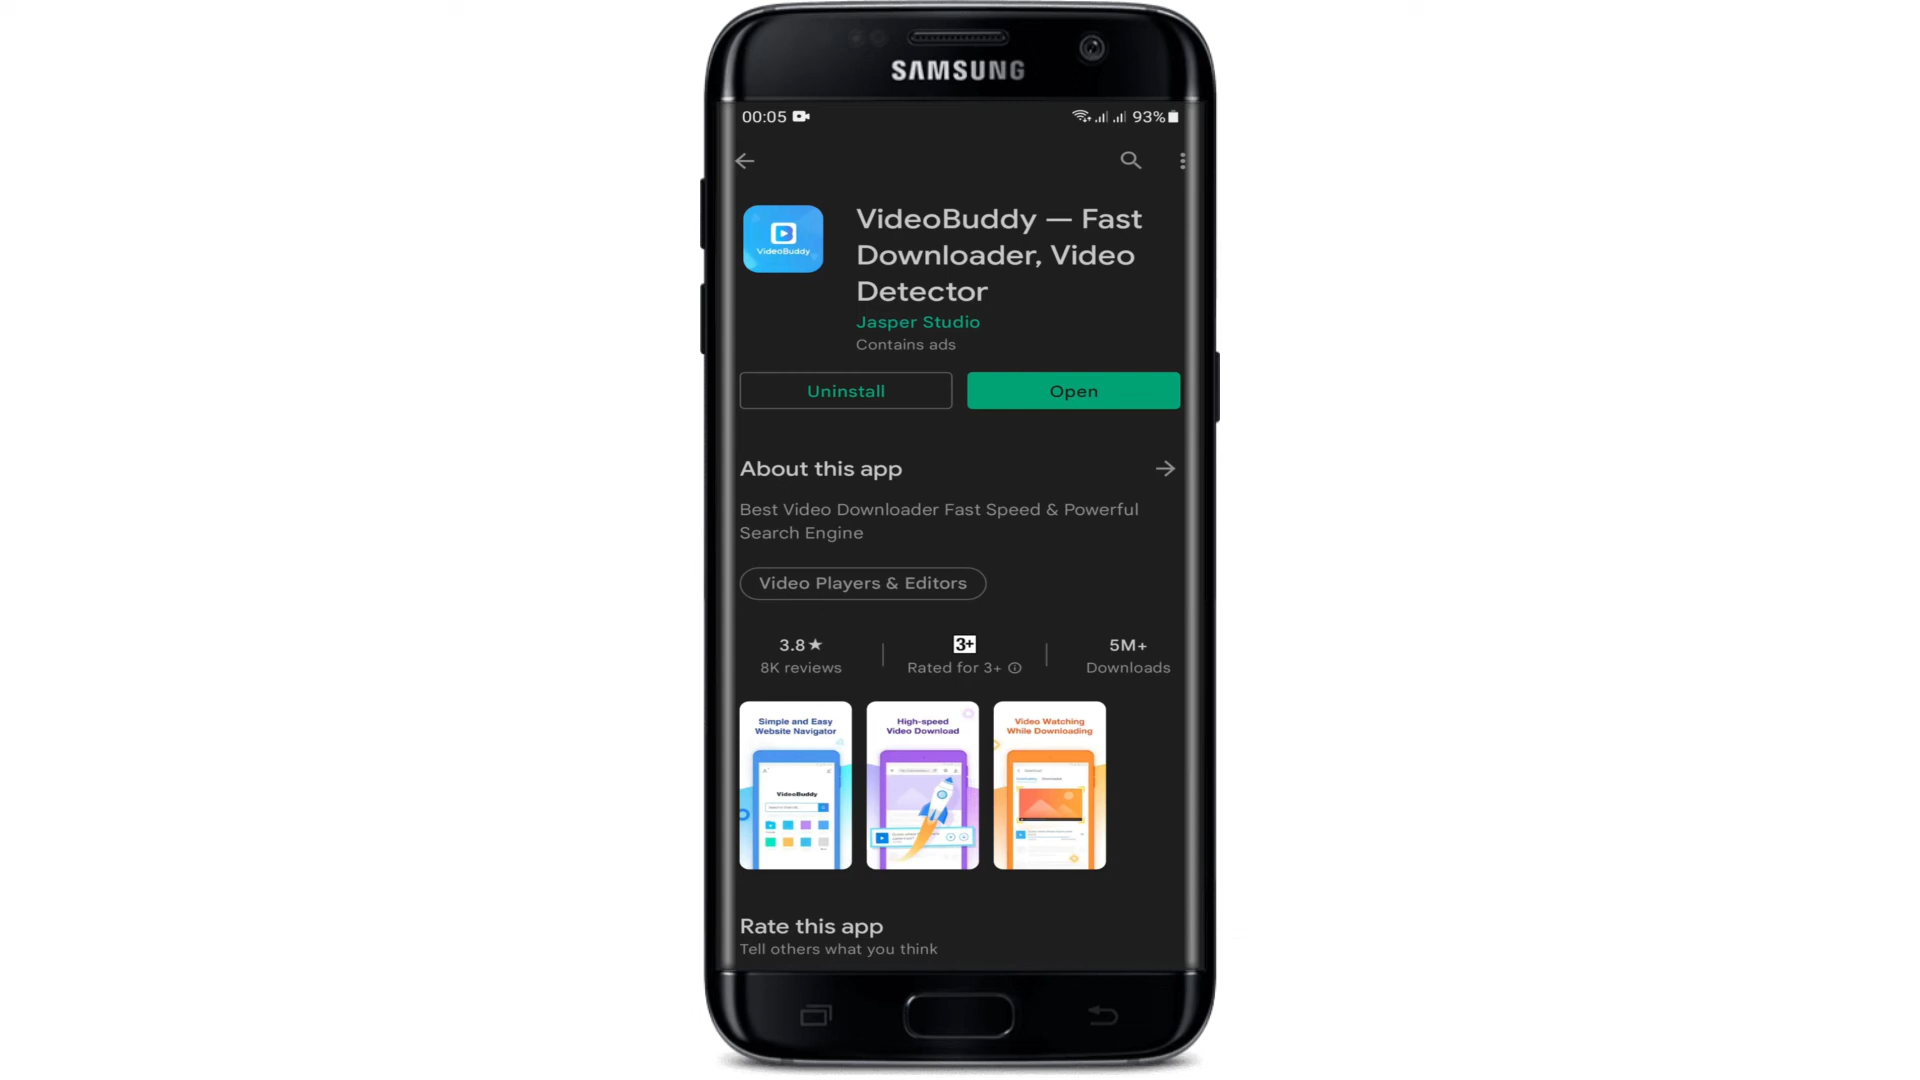 SAMSUNG
00:05 93%
VideoBuddy
VideoBuddy — Fast
Downloader, Video
Detector
Jasper Studio
Contains ads
Uninstall Open
About this app
Best Video Downloader Fast Speed & Powerful
Search Engine
Video Players & Editors
3.8★ 3+ 5M+
8K reviews Rated for 3+ Downloads
Simple and Easy
Website Navigator
VideoBuddy
High-speed
Video Download
Video Watching
While Downloading
Rate this app
Tell others what you think